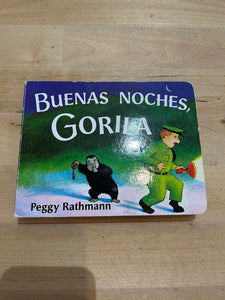 BUENAS NOCHES,
GORILA
Peggy Rathmann